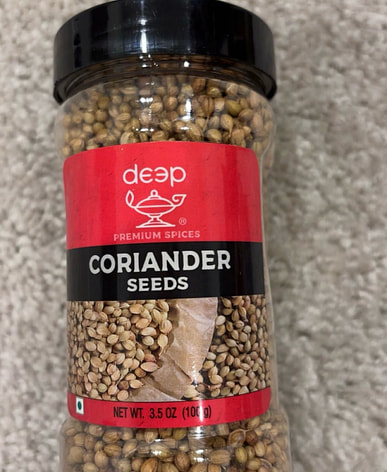 deep
®
PREMIUM SPICES
CORIANDER
SEEDS
NET WT. 3.5 OZ (100g)